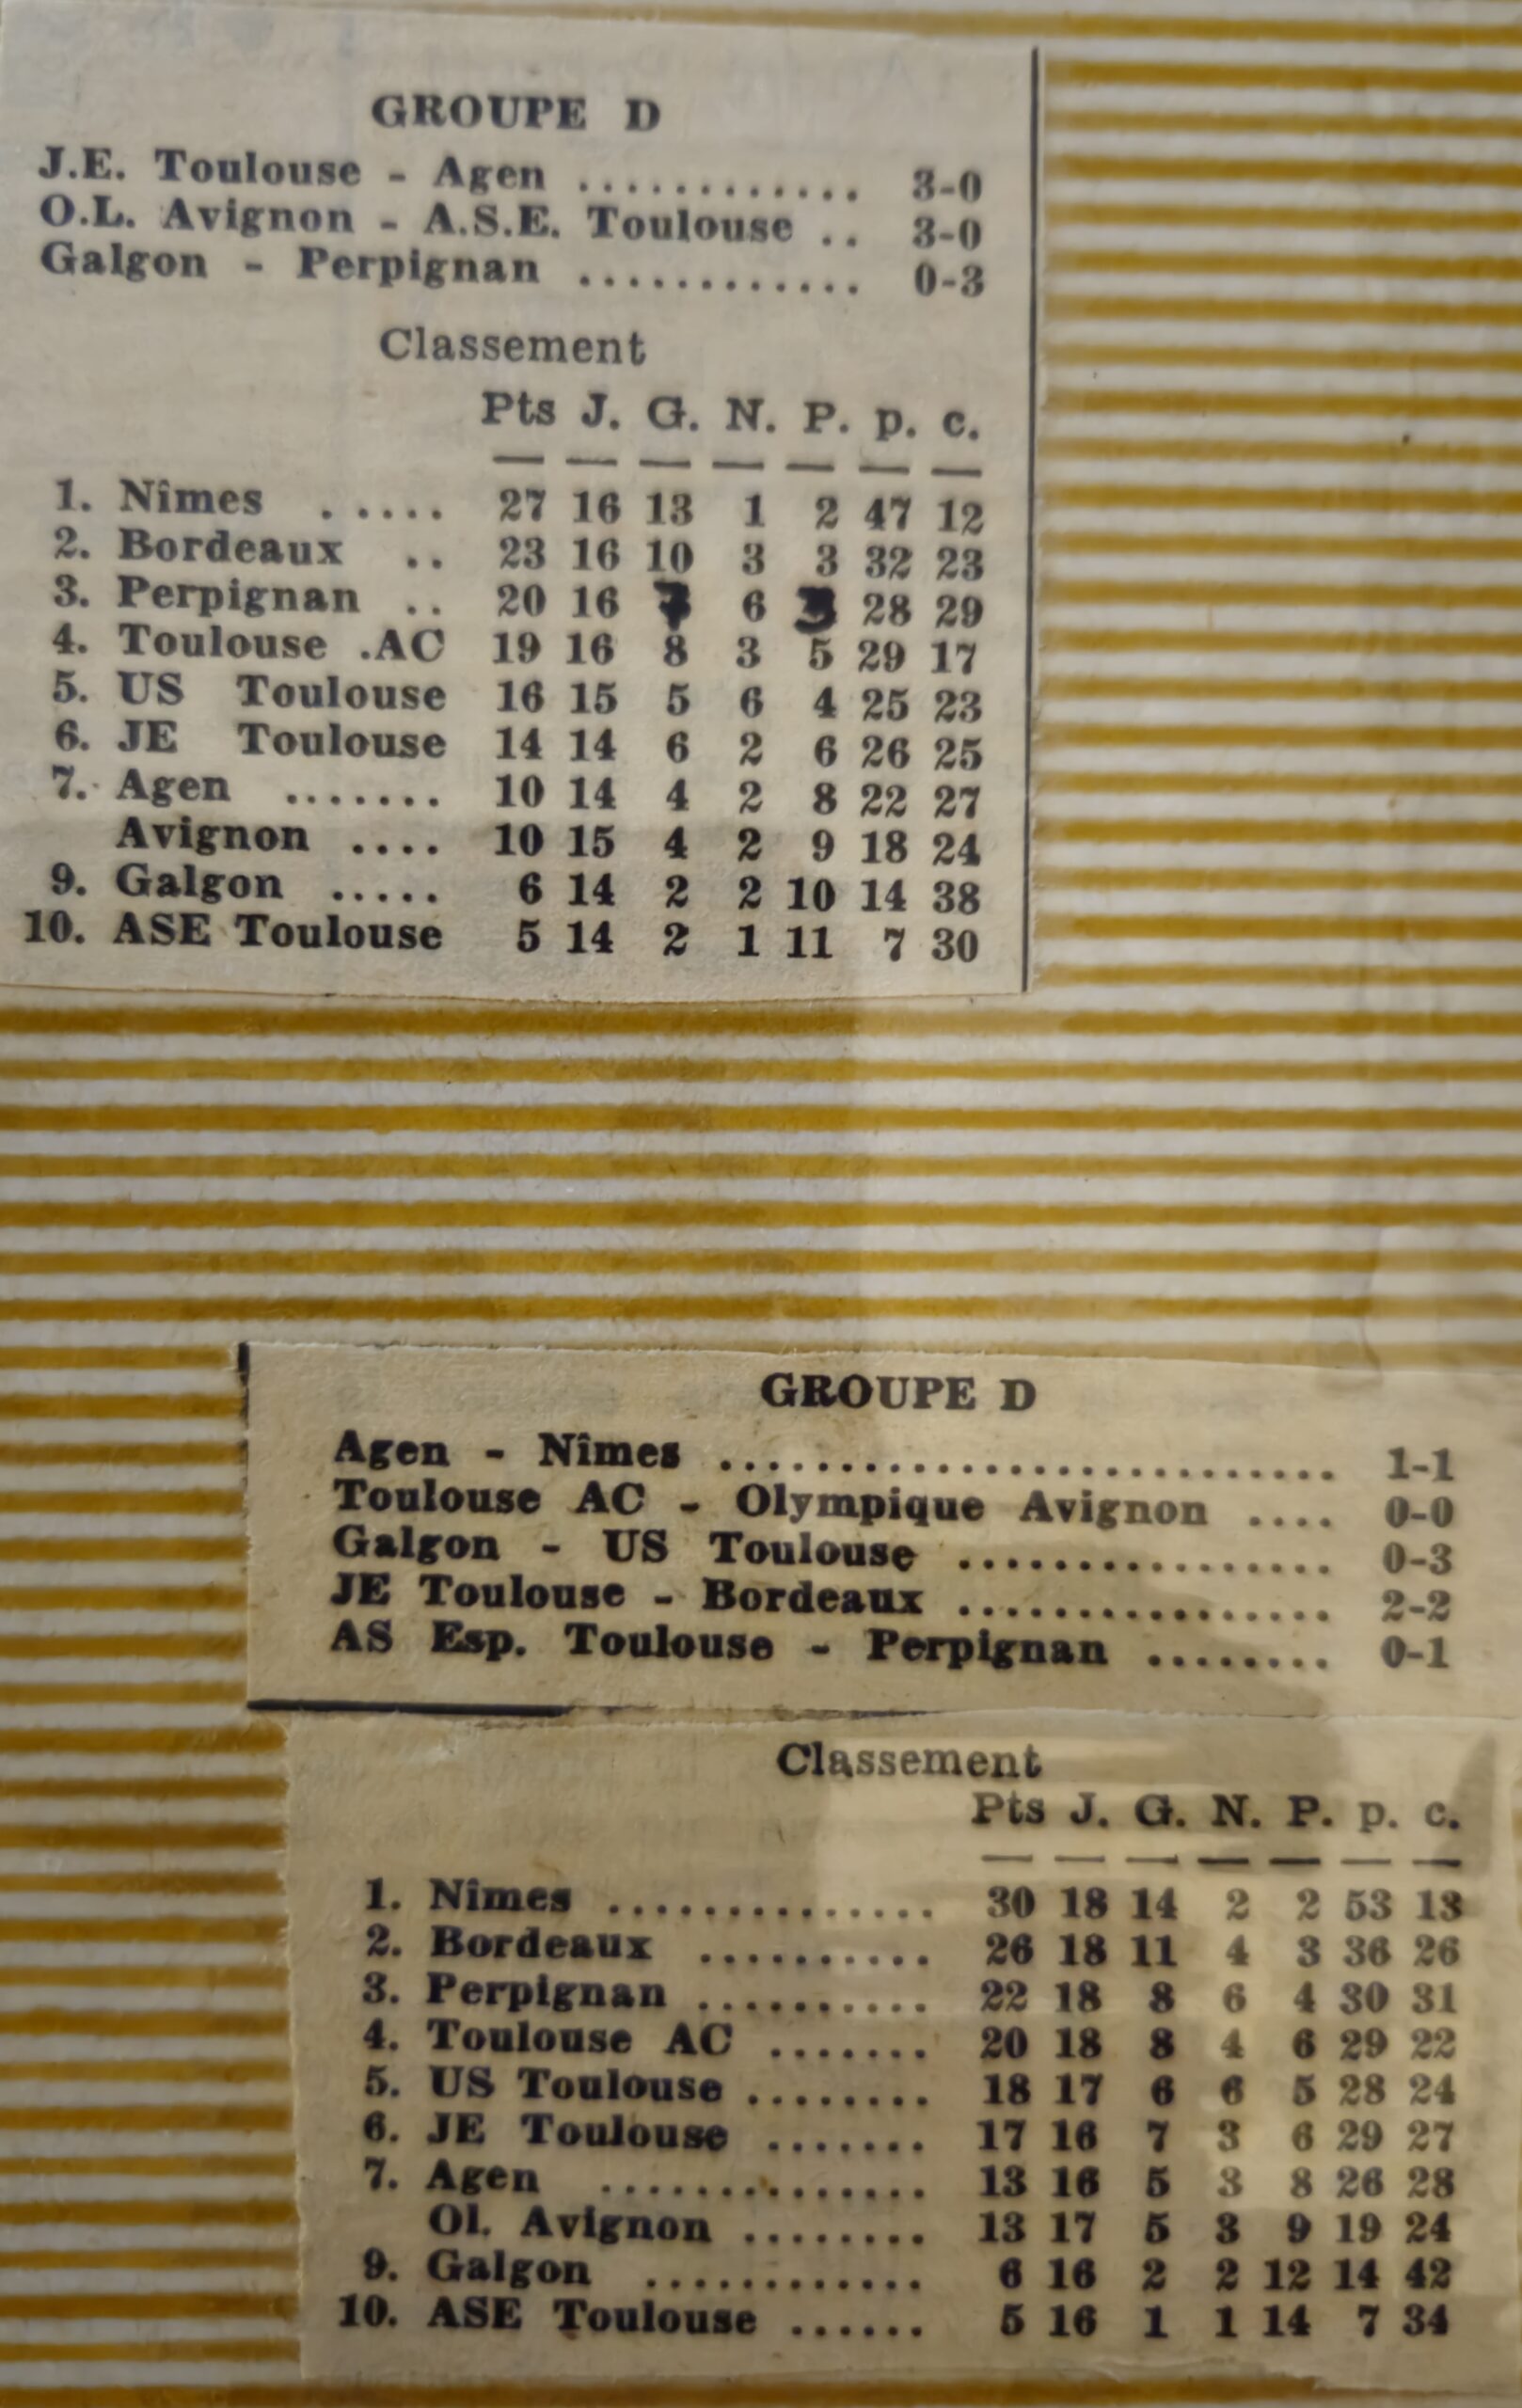 GROUPE D
J.E. Toulouse - Agen ............ 3-0
O.L. Avignon - A.S.E. Toulouse .. 3-0
Galgon - Perpignan ............ 0-3
Classement
Pts J. G. N. P. p. c.
1. Nîmes ..... 27 16 13 1 2 47 12
2. Bordeaux .. 23 16 10 3 3 32 23
3. Perpignan .. 20 16 7 6 3 28 29
4. Toulouse .AC 19 16 8 3 5 29 17
5. US Toulouse 16 15 5 6 4 25 23
6. JE Toulouse 14 14 6 2 6 26 25
7. Agen ....... 10 14 4 2 8 22 27
Avignon .... 10 15 4 2 9 18 24
9. Galgon ..... 6 14 2 2 10 14 38
10. ASE Toulouse 5 14 2 1 11 7 30
GROUPE D
Agen - Nîmes .......................... 1-1
Toulouse AC - Olympique Avignon .... 0-0
Galgon - US Toulouse ................ 0-3
JE Toulouse - Bordeaux ................ 2-2
AS Esp. Toulouse - Perpignan ........ 0-1
Classement
Pts J. G. N. P. p. c.
1. Nîmes .............. 30 18 14 2 2 53 13
2. Bordeaux .......... 26 18 11 4 3 36 26
3. Perpignan .......... 22 18 8 6 4 30 31
4. Toulouse AC ....... 20 18 8 4 6 29 22
5. US Toulouse ........ 18 17 6 6 5 28 24
6. JE Toulouse ....... 17 16 7 3 6 29 27
7. Agen .............. 13 16 5 3 8 26 28
Ol. Avignon ........ 13 17 5 3 9 19 24
9. Galgon ............ 6 16 2 2 12 14 42
10. ASE Toulouse ...... 5 16 1 1 14 7 34